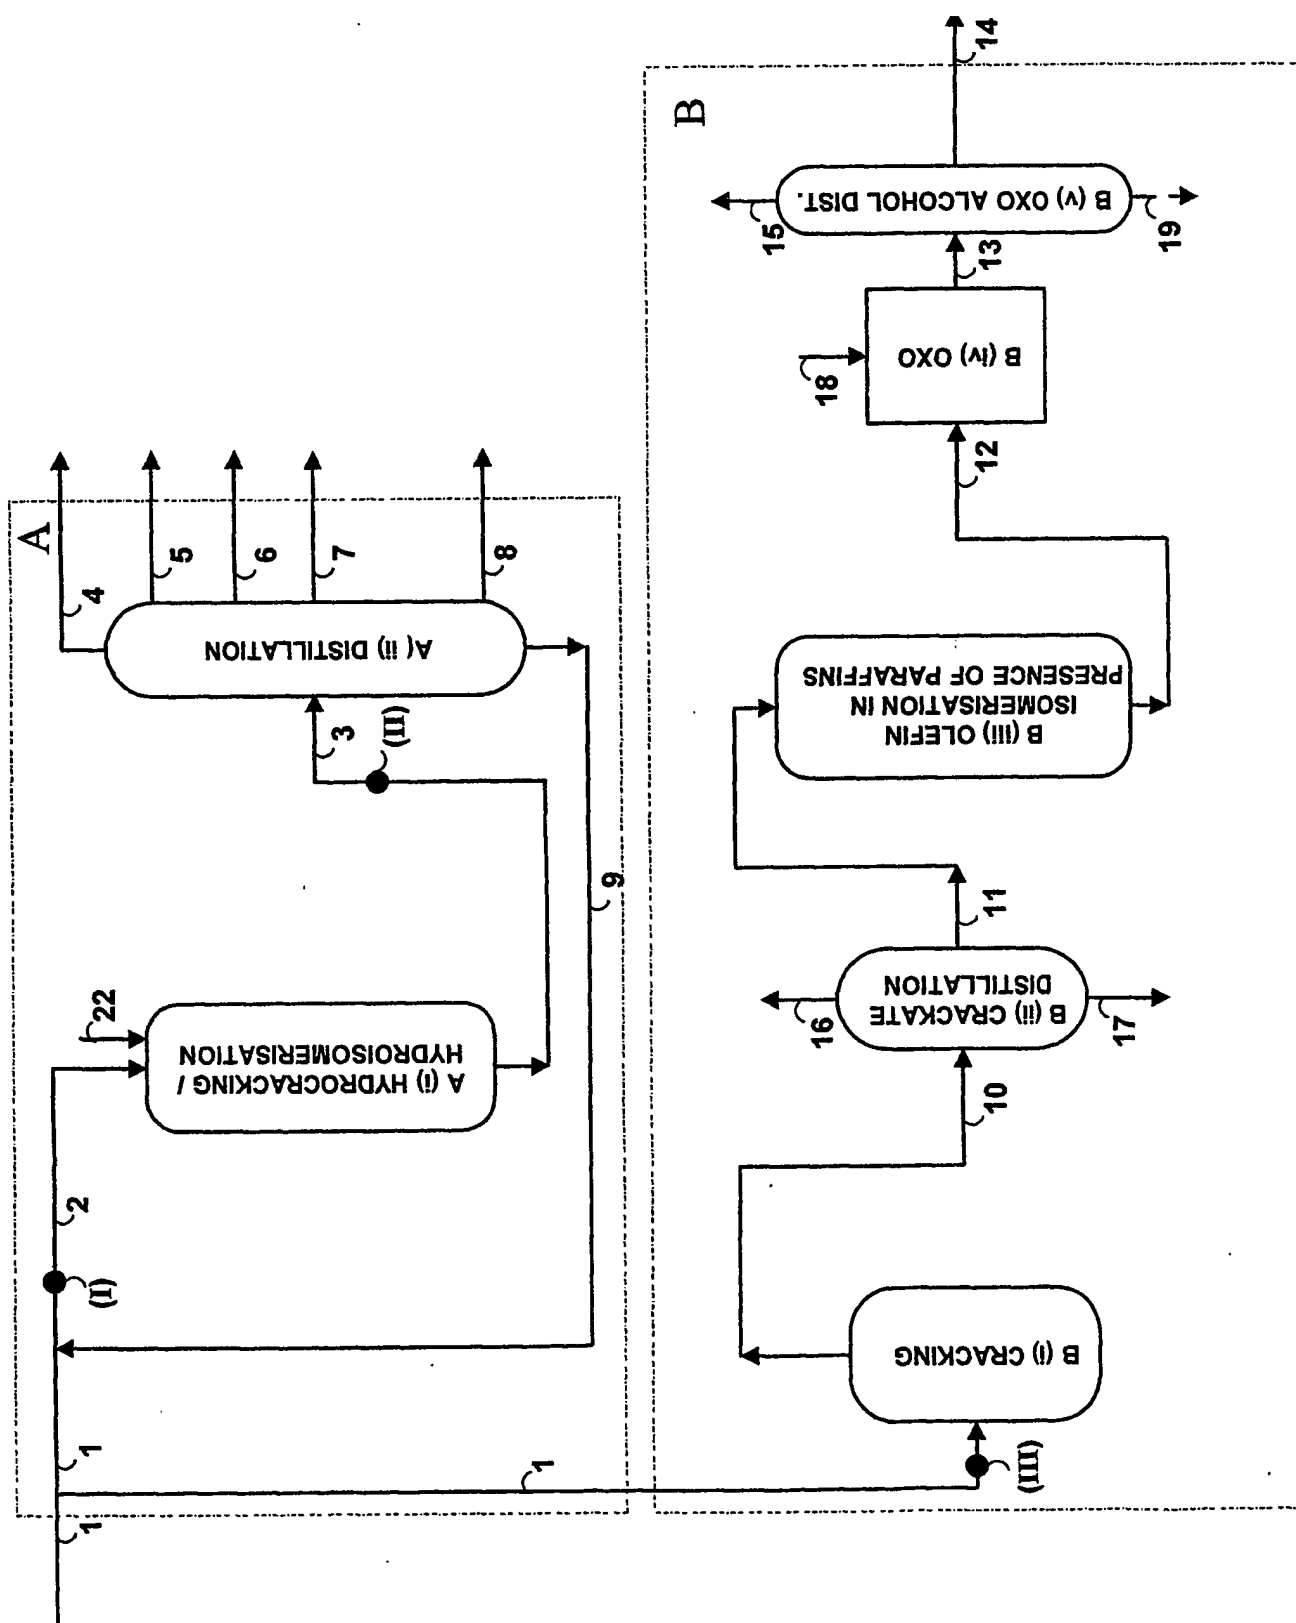 A
4
5
6
7
8
A( ii) DISTILLATION
3
(II)
9
22
A (i) HYDROCRACKING /
HYDROISOMERISATION
2
(I)
1
1
1
B
14
15
B (v) OXO ALCOHOL DIST.
19
13
18
B (iv) OXO
12
B (iii) OLEFIN
ISOMERISATION IN
PRESENCE OF PARAFFINS
11
16
B (ii) CRACKATE
DISTILLATION
17
10
B (i) CRACKING
(III)